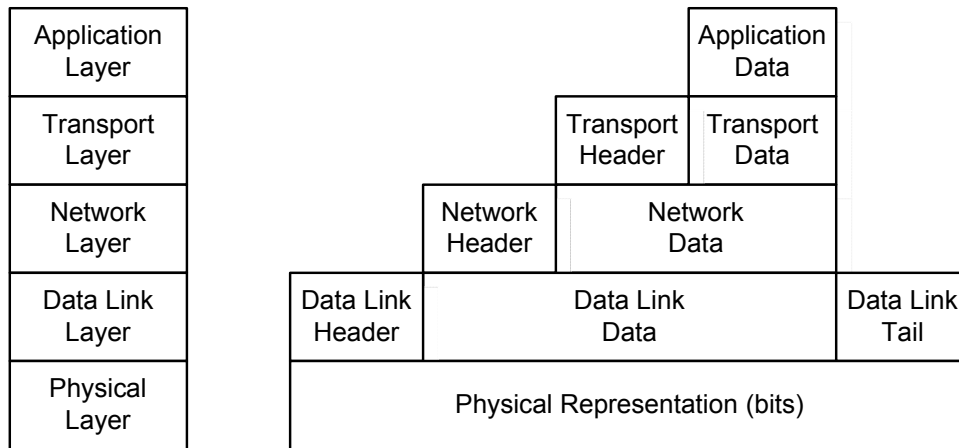 Application
Layer
Application
Data
Transport
Layer
Transport
Header
Transport
Data
Network
Layer
Network
Header
Network
Data
Data Link
Layer
Data Link
Header
Data Link
Data
Data Link
Tail
Physical
Layer
Physical Representation (bits)